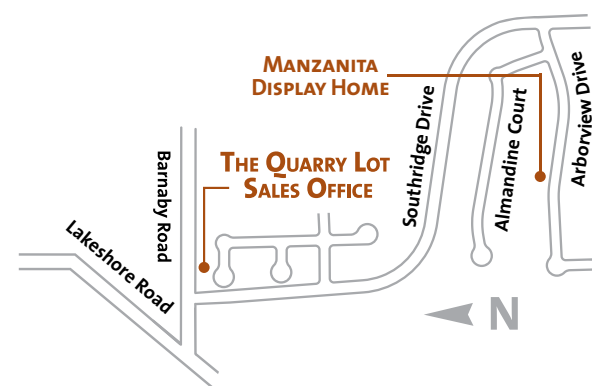 Manzanita
Display Home
Southridge Drive
Almandine Court
Arborview Drive
Barnaby Road
The Quarry Lot
Sales Office
Lakeshore Road
N